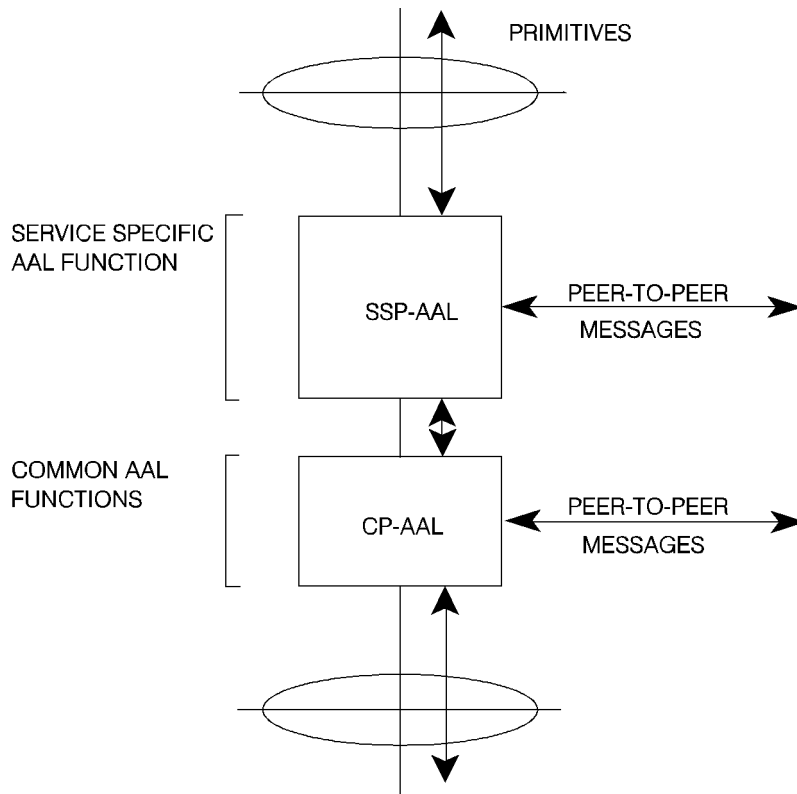 PRIMITIVES
SERVICE SPECIFIC
AAL FUNCTION
SSP-AAL
PEER-TO-PEER
MESSAGES
COMMON AAL
FUNCTIONS
CP-AAL
PEER-TO-PEER
MESSAGES